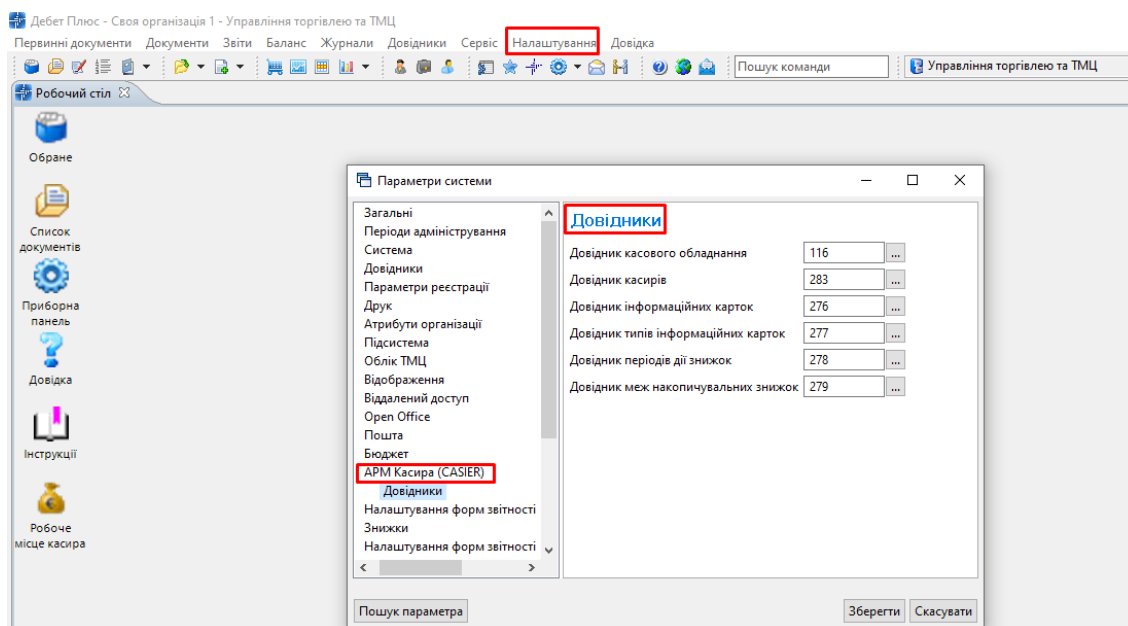 Дебет Плюс - Своя організація 1 - Управління торгівлею та ТМЦ
Первинні документи Документи Звіти Баланс Журнали Довідники Сервіс Налаштування Довідка
Пошук команди
Управління торгівлею та ТМЦ
Робочий стіл
Обране
Список
документів
Приборна
панель
Довідка
Інструкції
Робоче
місце касира
Параметри системи
Загальні
Періоди адміністрування
Система
Довідники
Параметри реєстрації
Друк
Атрибути організації
Підсистема
Облік ТМЦ
Відображення
Віддалений доступ
Open Office
Пошта
Бюджет
АРМ Касира (CASIER)
Довідники
Налаштування форм звітності
Знижки
Налаштування форм звітності
Довідники
Довідник касового обладнання 116 ...
Довідник касирів 283 ...
Довідник інформаційних карток 276 ...
Довідник типів інформаційних карток 277 ...
Довідник періодів дії знижок 278 ...
Довідник меж накопичувальних знижок 279 ...
Пошук параметра
Зберегти Скасувати